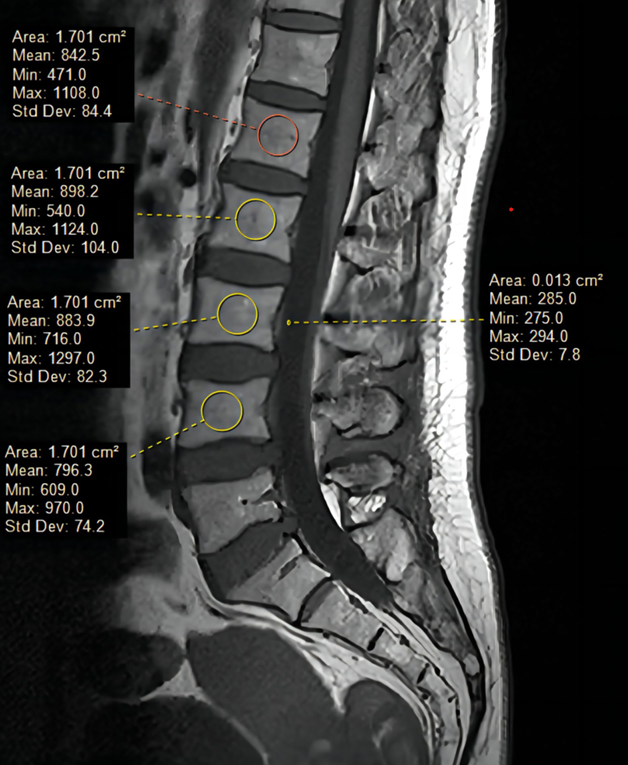 Area: 1.701 cm²
Mean: 842.5
Min: 471.0
Max: 1108.0
Std Dev: 84.4
Area: 1.701 cm²
Mean: 898.2
Min: 540.0
Max: 1124.0
Std Dev: 104.0
Area: 1.701 cm²
Mean: 883.9
Min: 716.0
Max: 1297.0
Std Dev: 82.3
Area: 0.013 cm²
Mean: 285.0
Min: 275.0
Max: 294.0
Std Dev: 7.8
Area: 1.701 cm²
Mean: 796.3
Min: 609.0
Max: 970.0
Std Dev: 74.2